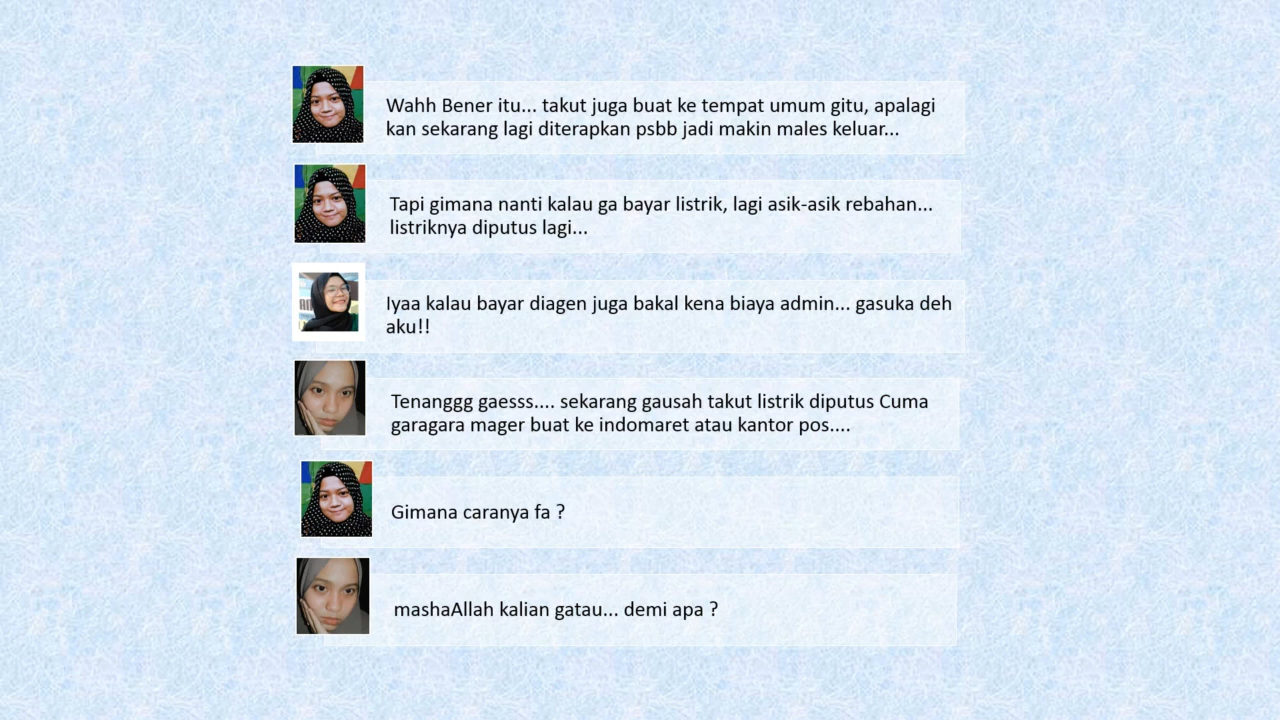 Wahh Bener itu... takut juga buat ke tempat umum gitu, apalagi
kan sekarang lagi diterapkan psbb jadi makin males keluar...
Tapi gimana nanti kalau ga bayar listrik, lagi asik-asik rebahan...
listriknya diputus lagi...
Iyaa kalau bayar diagen juga bakal kena biaya admin... gasuka deh
aku!!
Tenanggg gaesss.... sekarang gausah takut listrik diputus Cuma
garagara mager buat ke indomaret atau kantor pos....
Gimana caranya fa ?
mashaAllah kalian gatau... demi apa ?